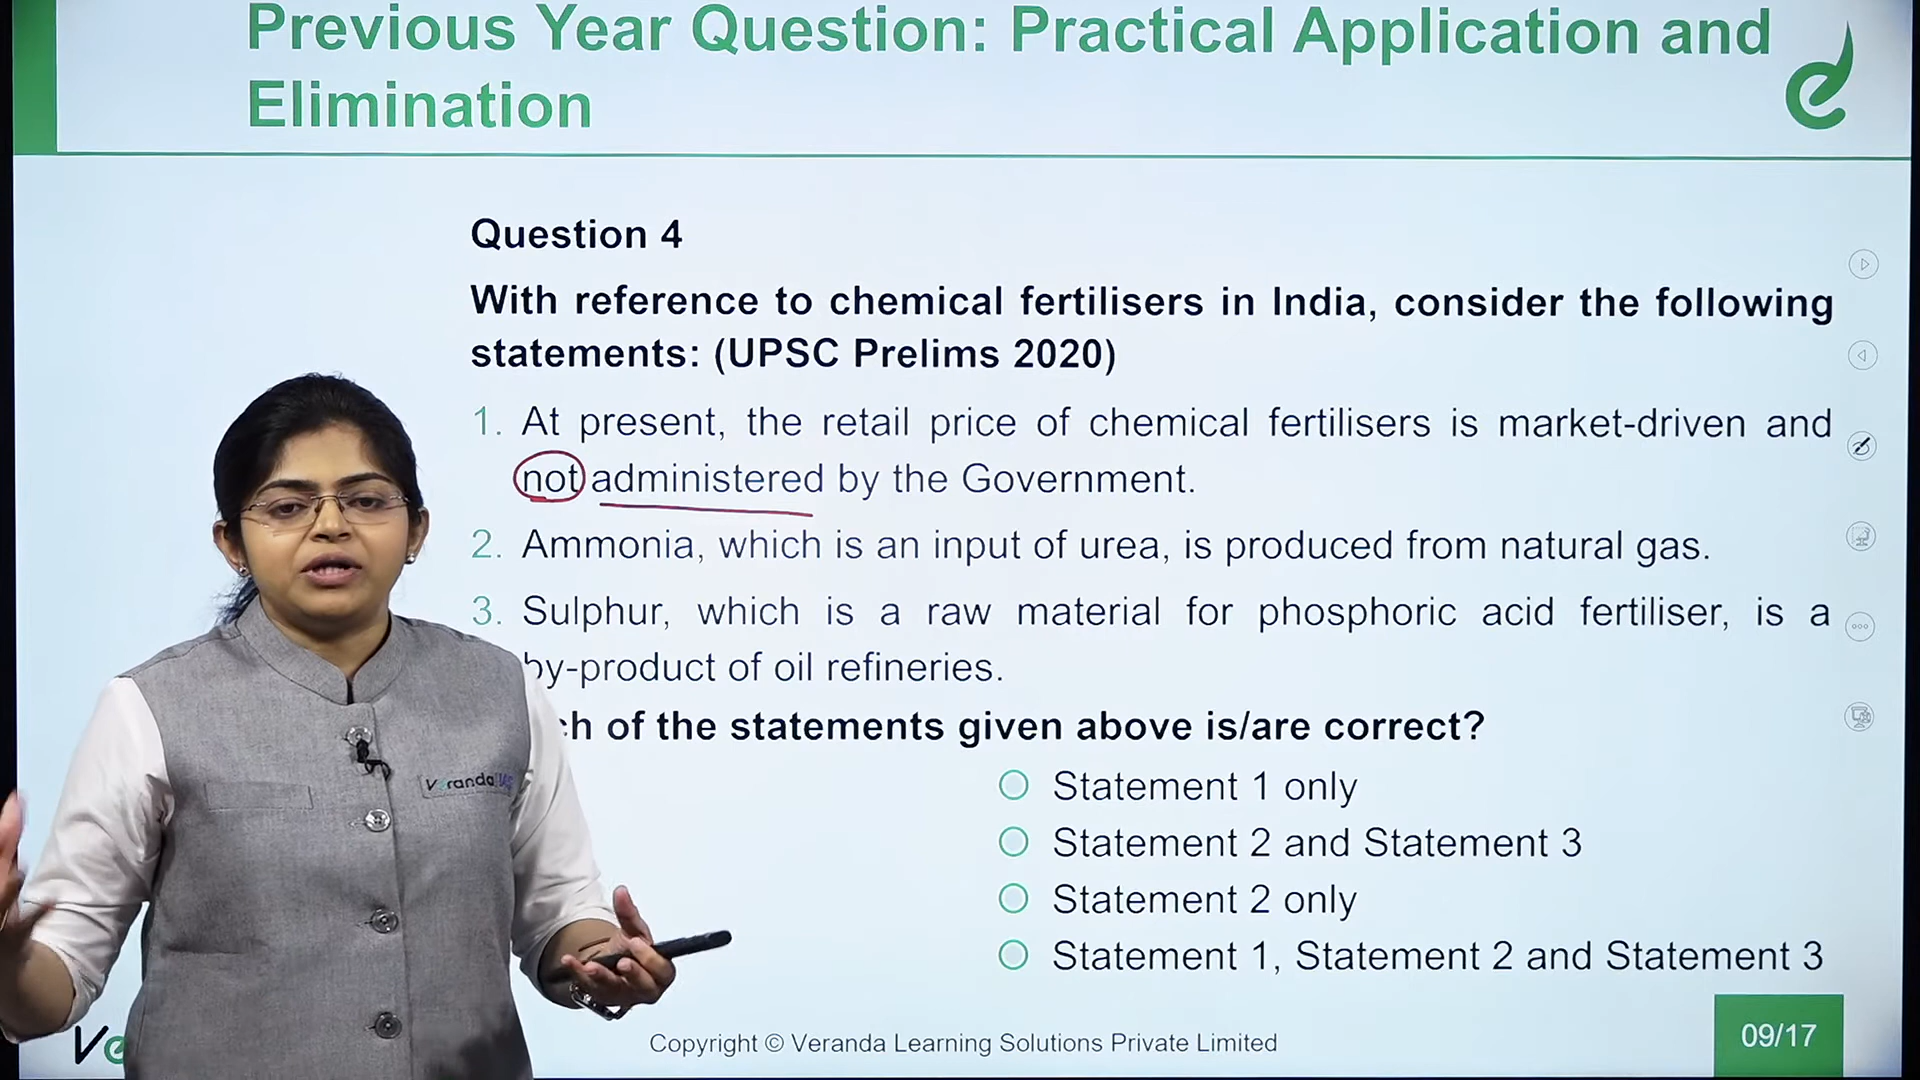 Previous Year Question: Practical Application and
Elimination
Question 4
With reference to chemical fertilisers in India, consider the following
statements: (UPSC Prelims 2020)
1. At present, the retail price of chemical fertilisers is market-driven and
not administered by the Government.
2. Ammonia, which is an input of urea, is produced from natural gas.
3. Sulphur, which is a raw material for phosphoric acid fertiliser, is a
by-product of oil refineries.
ch of the statements given above is/are correct?
Statement 1 only
Statement 2 and Statement 3
Statement 2 only
Statement 1, Statement 2 and Statement 3
Veranda
Ve
Copyright © Veranda Learning Solutions Private Limited
09/17